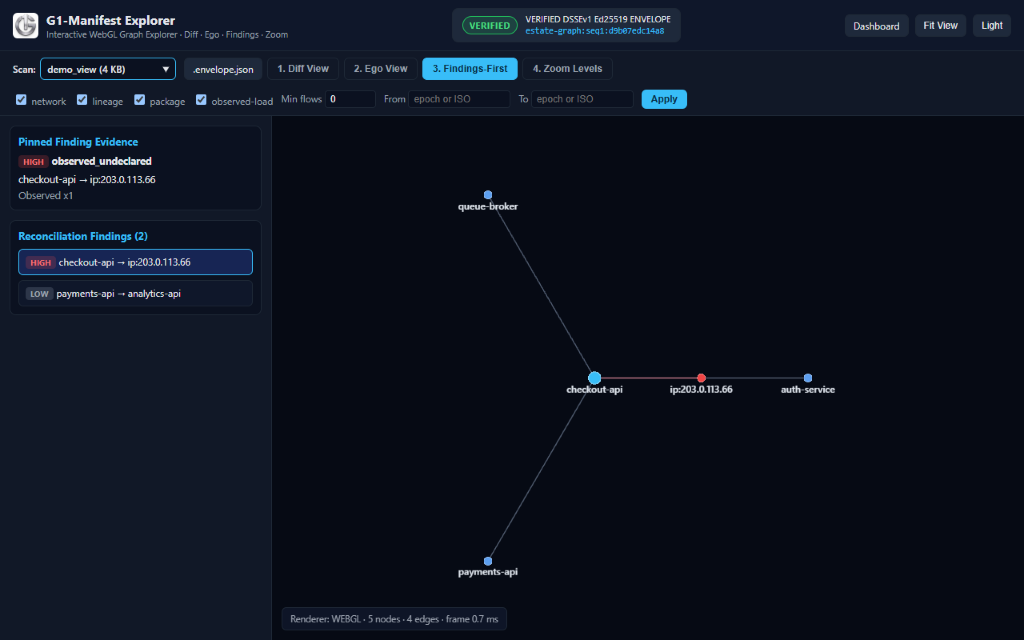 G1-Manifest Explorer
Interactive WebGL Graph Explorer · Diff · Ego · Findings · Zoom
VERIFIED
VERIFIED DSSEv1 Ed25519 ENVELOPE
estate-graph:seq1:d9b07edc14a8
Dashboard
Fit View
Light
Scan:
demo_view (4 KB)
.envelope.json
1. Diff View
2. Ego View
3. Findings-First
4. Zoom Levels
network
lineage
package
observed-load
Min flows
0
From
epoch or ISO
To
epoch or ISO
Apply
Pinned Finding Evidence
HIGH observed_undeclared
checkout-api → ip:203.0.113.66
Observed x1
Reconciliation Findings (2)
HIGH checkout-api → ip:203.0.113.66
LOW payments-api → analytics-api
queue-broker
checkout-api
ip:203.0.113.66
auth-service
payments-api
Renderer: WEBGL · 5 nodes · 4 edges · frame 0.7 ms